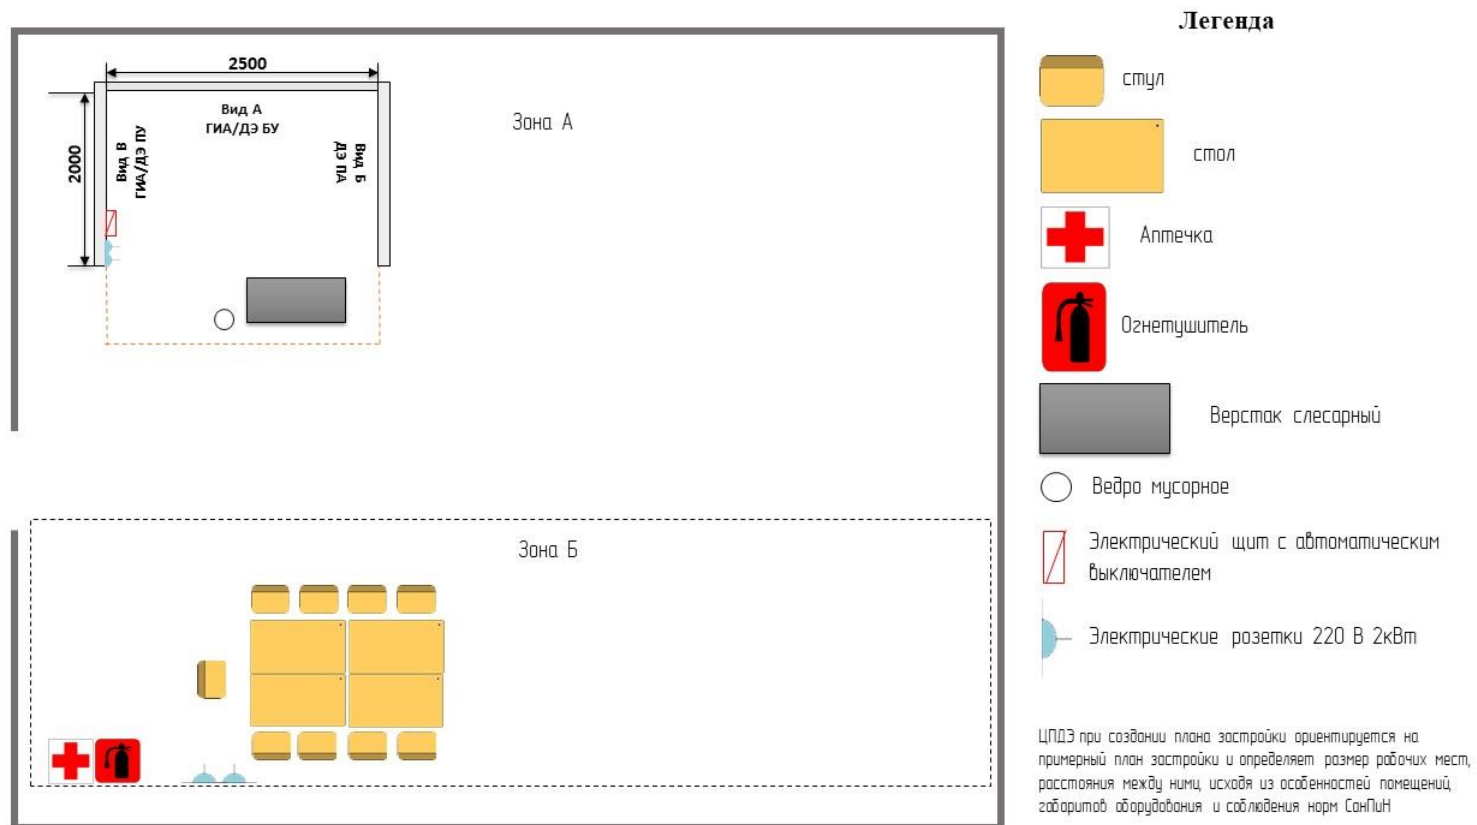 Легенда
2500
Вид А
ГИА/ДЭ БУ
Вид В
ГИА/ДЭ ПУ
2000
Вид Б
ДЭ ПА
Зона А
стул
стол
Аптечка
Огнетушитель
Верстак слесарный
Ведро мусорное
Электрический щит с автоматическим
выключателем
Электрические розетки 220 В 2кВт
Зона Б
ЦПДЭ при создании плана застройки ориентируется на
примерный план застройки и определяет размер рабочих мест,
расстояния между ними, исходя из особенностей помещений,
габаритов оборудования и соблюдения норм СанПиН